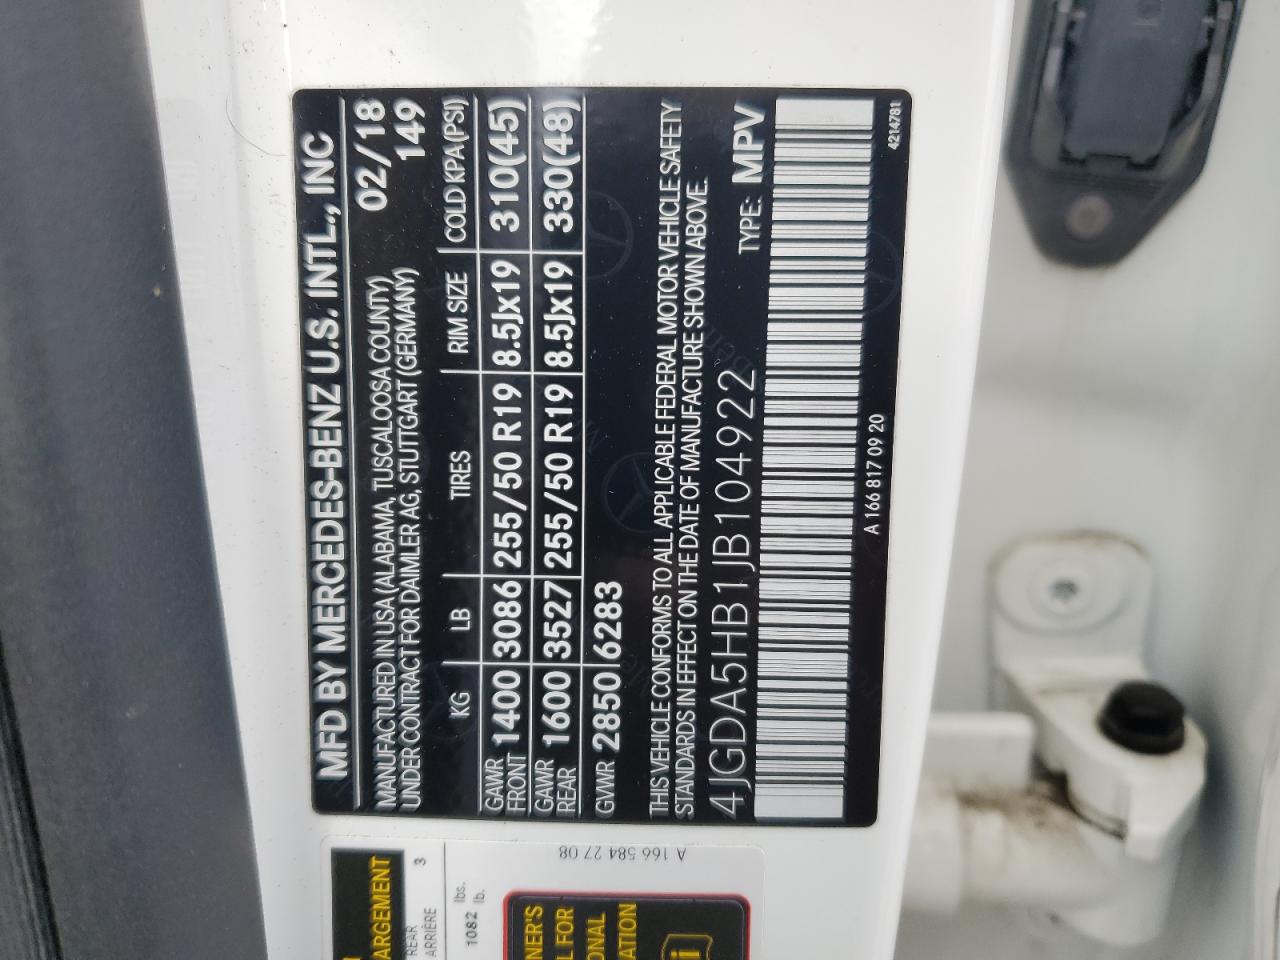 MFD BY MERCEDES-BENZ U.S. INTL., INC
02/18
MANUFACTURED IN USA (ALABAMA, TUSCALOOSA COUNTY)
UNDER CONTRACT FOR DAIMLER AG, STUTTGART (GERMANY) 149
KG LB TIRES RIM SIZE COLD KPA(PSI)
GAWR FRONT 1400 3086 255/50 R19 8.5Jx19 310(45)
GAWR REAR 1600 3527 255/50 R19 8.5Jx19 330(48)
GVWR 2850 6283
THIS VEHICLE CONFORMS TO ALL APPLICABLE FEDERAL MOTOR VEHICLE SAFETY
STANDARDS IN EFFECT ON THE DATE OF MANUFACTURE SHOWN ABOVE.
4JGDA5HB1JB104922 TYPE: MPV
A 166 817 09 20 4214781
A 166 584 27 08
ARGEMENT
REAR 3
ARRIÈRE
1082 lbs.
lb.
NER'S
L FOR
ONAL
ATION
i